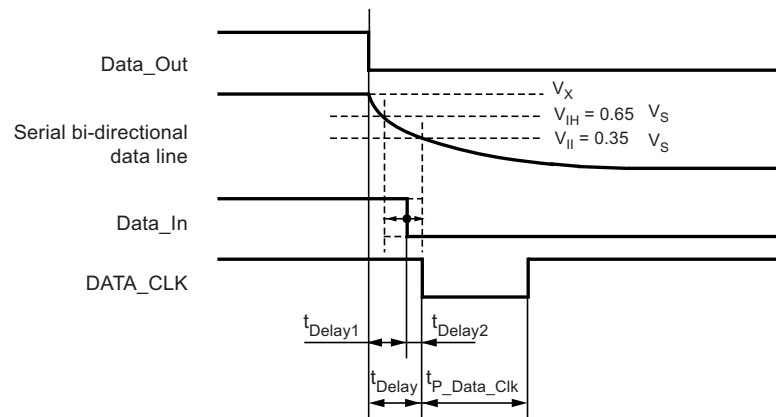 Data_Out
V_X
V_IH = 0.65 V_S
V_Il = 0.35 V_S
Serial bi-directional
data line
Data_In
DATA_CLK
t_Delay1 t_Delay2
t_Delay t_P_Data_Clk